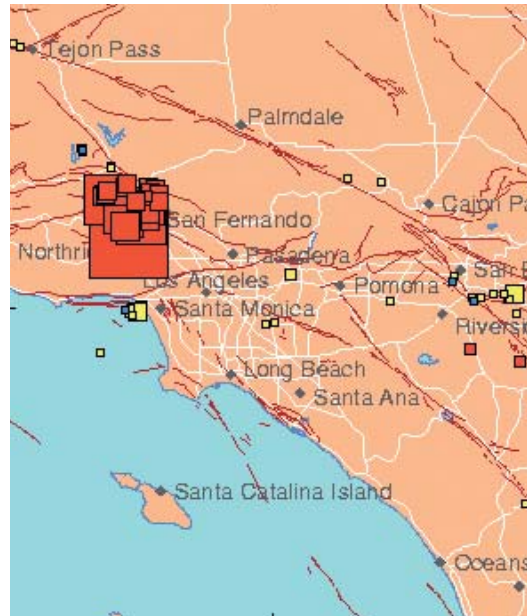 Tejon Pass
Palmdale
Cajon Pa
San Fernando
Northri
Pasadena
San B
Los Angeles
Pomona
Santa Monica
Riversi
Long Beach
Santa Ana
Santa Catalina Island
Oceans